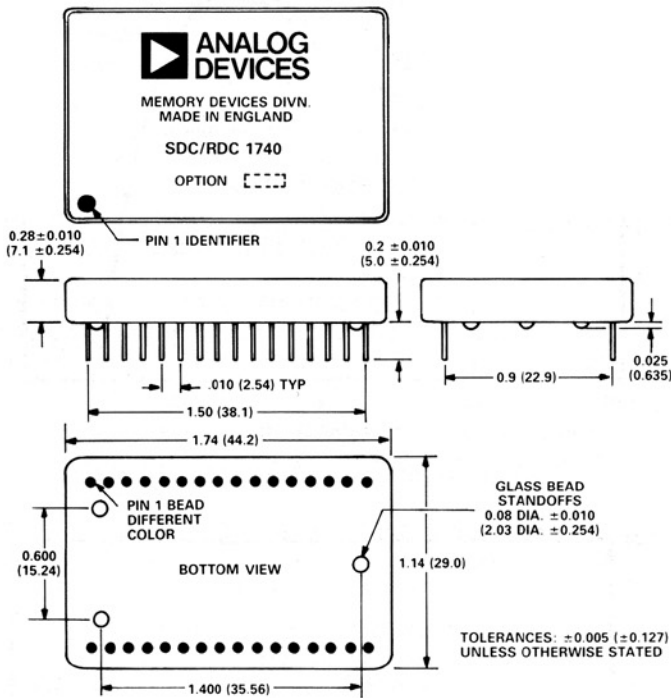 ANALOG
DEVICES
MEMORY DEVICES DIVN.
MADE IN ENGLAND
SDC/RDC 1740
OPTION
PIN 1 IDENTIFIER
0.28±0.010
(7.1 ±0.254)
0.2 ±0.010
(5.0 ±0.254)
.010 (2.54) TYP
1.50 (38.1)
1.74 (44.2)
0.9 (22.9)
0.025
(0.635)
PIN 1 BEAD
DIFFERENT
COLOR
0.600
(15.24)
BOTTOM VIEW
1.400 (35.56)
1.14 (29.0)
GLASS BEAD
STANDOFFS
0.08 DIA. ±0.010
(2.03 DIA. ±0.254)
TOLERANCES: ±0.005 (±0.127)
UNLESS OTHERWISE STATED